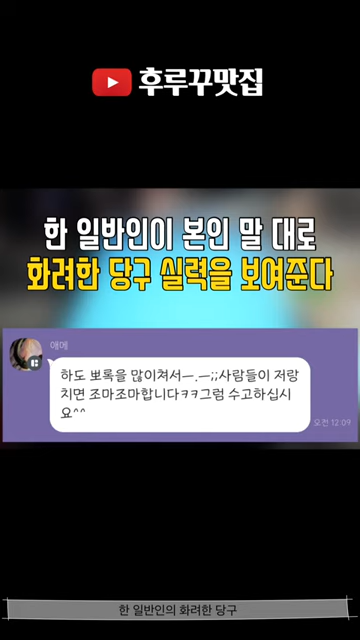 후루꾸맛집
한 일반인이 본인 말 대로
화려한 당구 실력을 보여준다
애메
하도 뽀록을 많이쳐서ㅡ.ㅡ;;사람들이 저랑
치면 조마조마합니다ㅋㅋ그럼 수고하십시
요^^
오전 12:09
한 일반인의 화려한 당구